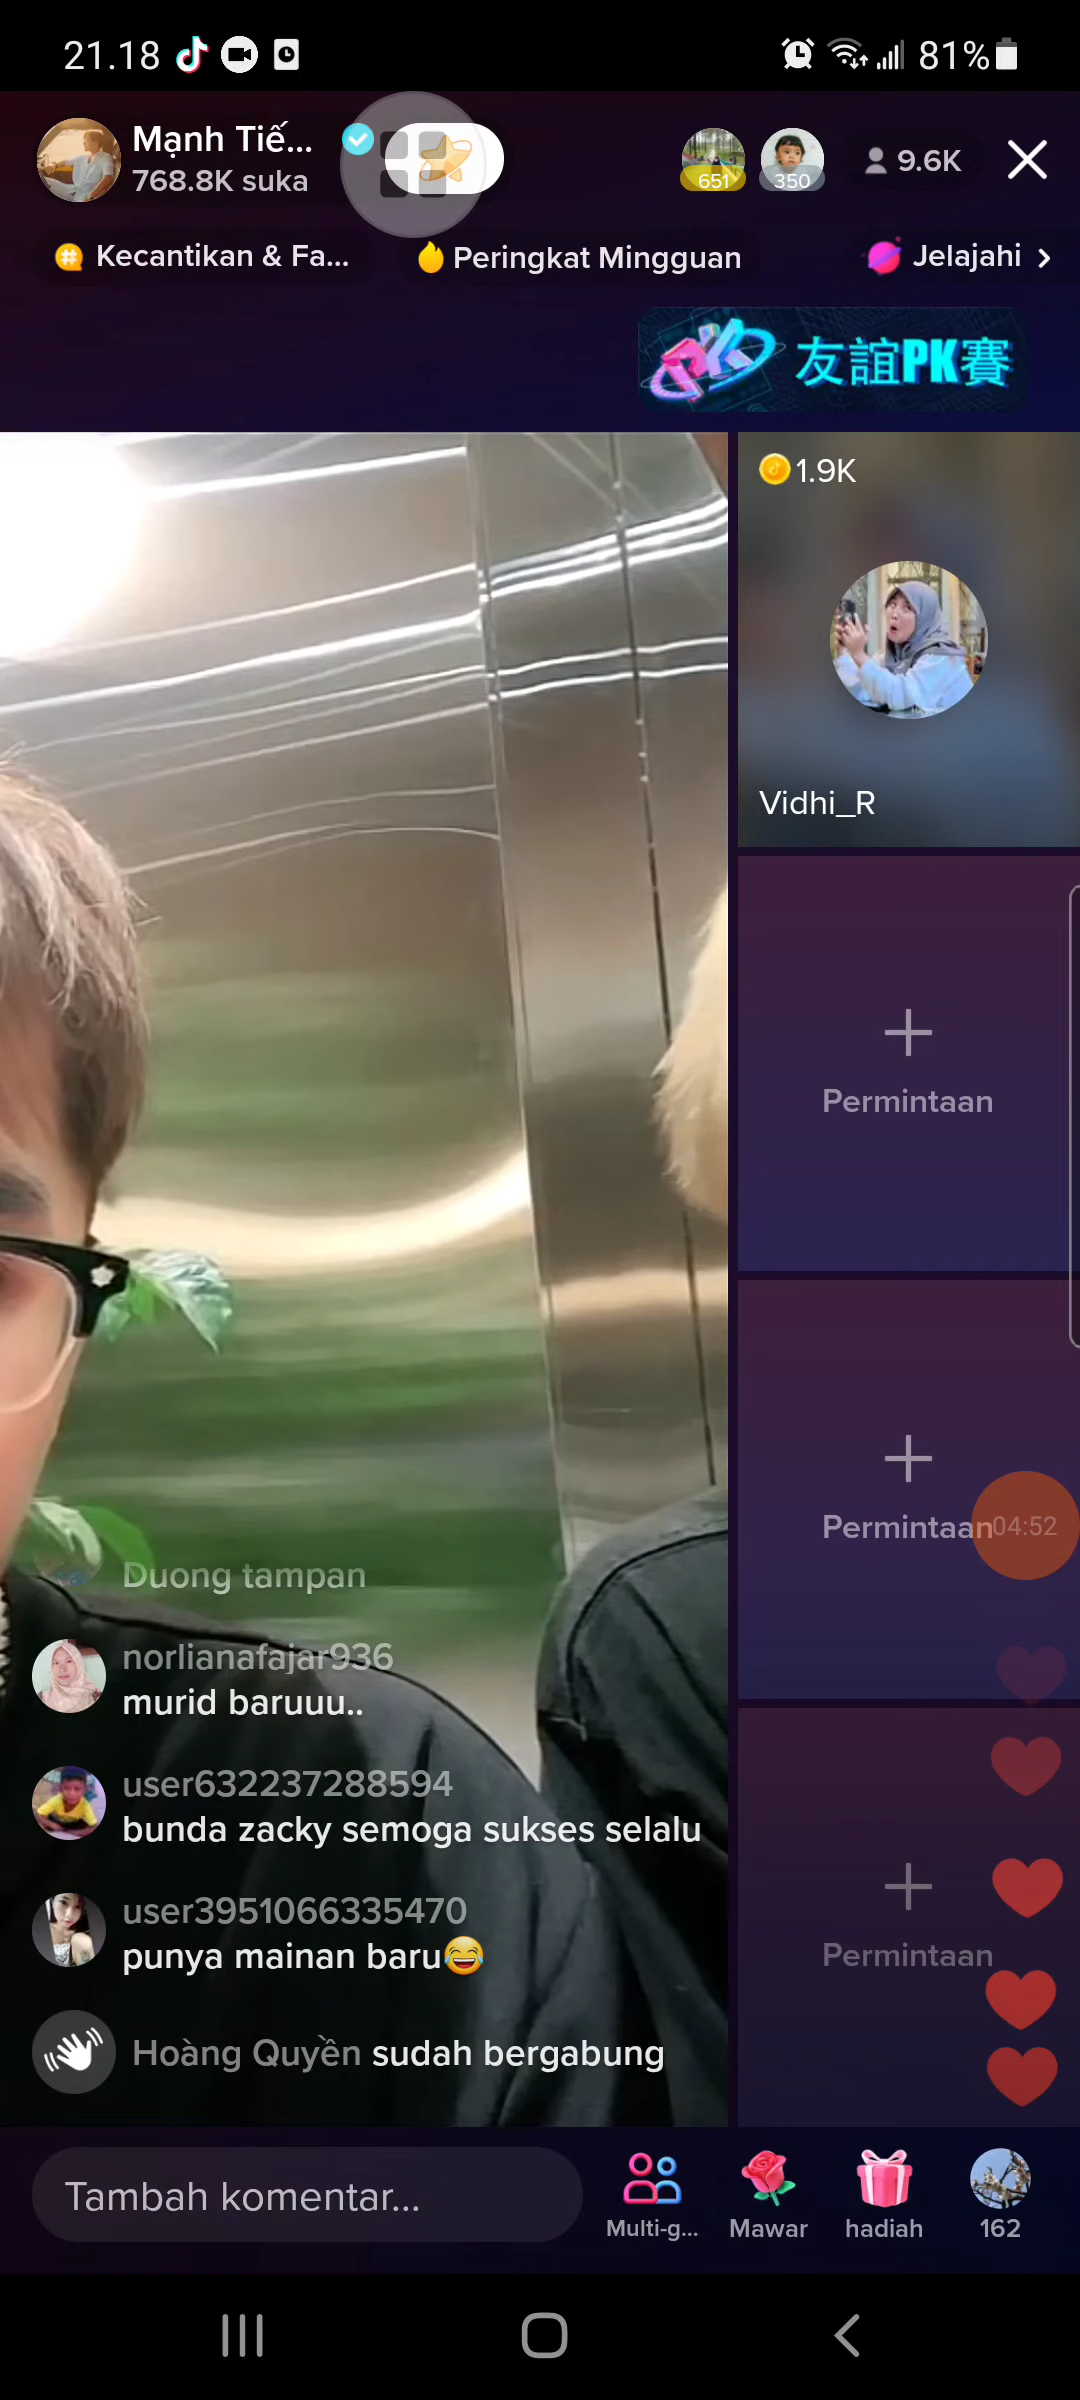 21.18
81%
Mạnh Tiế...
768.8K suka
651
350
9.6K
Kecantikan & Fa...
Peringkat Mingguan
Jelajahi
PK 友誼PK賽
1.9K
Vidhi_R
Permintaan
Permintaan
04:52
Duong tampan
norlianafajar936
murid baruuu..
user632237288594
bunda zacky semoga sukses selalu
user3951066335470
punya mainan baru😂
Permintaan
Hoàng Quyền sudah bergabung
Tambah komentar...
Multi-g...
Mawar
hadiah
162